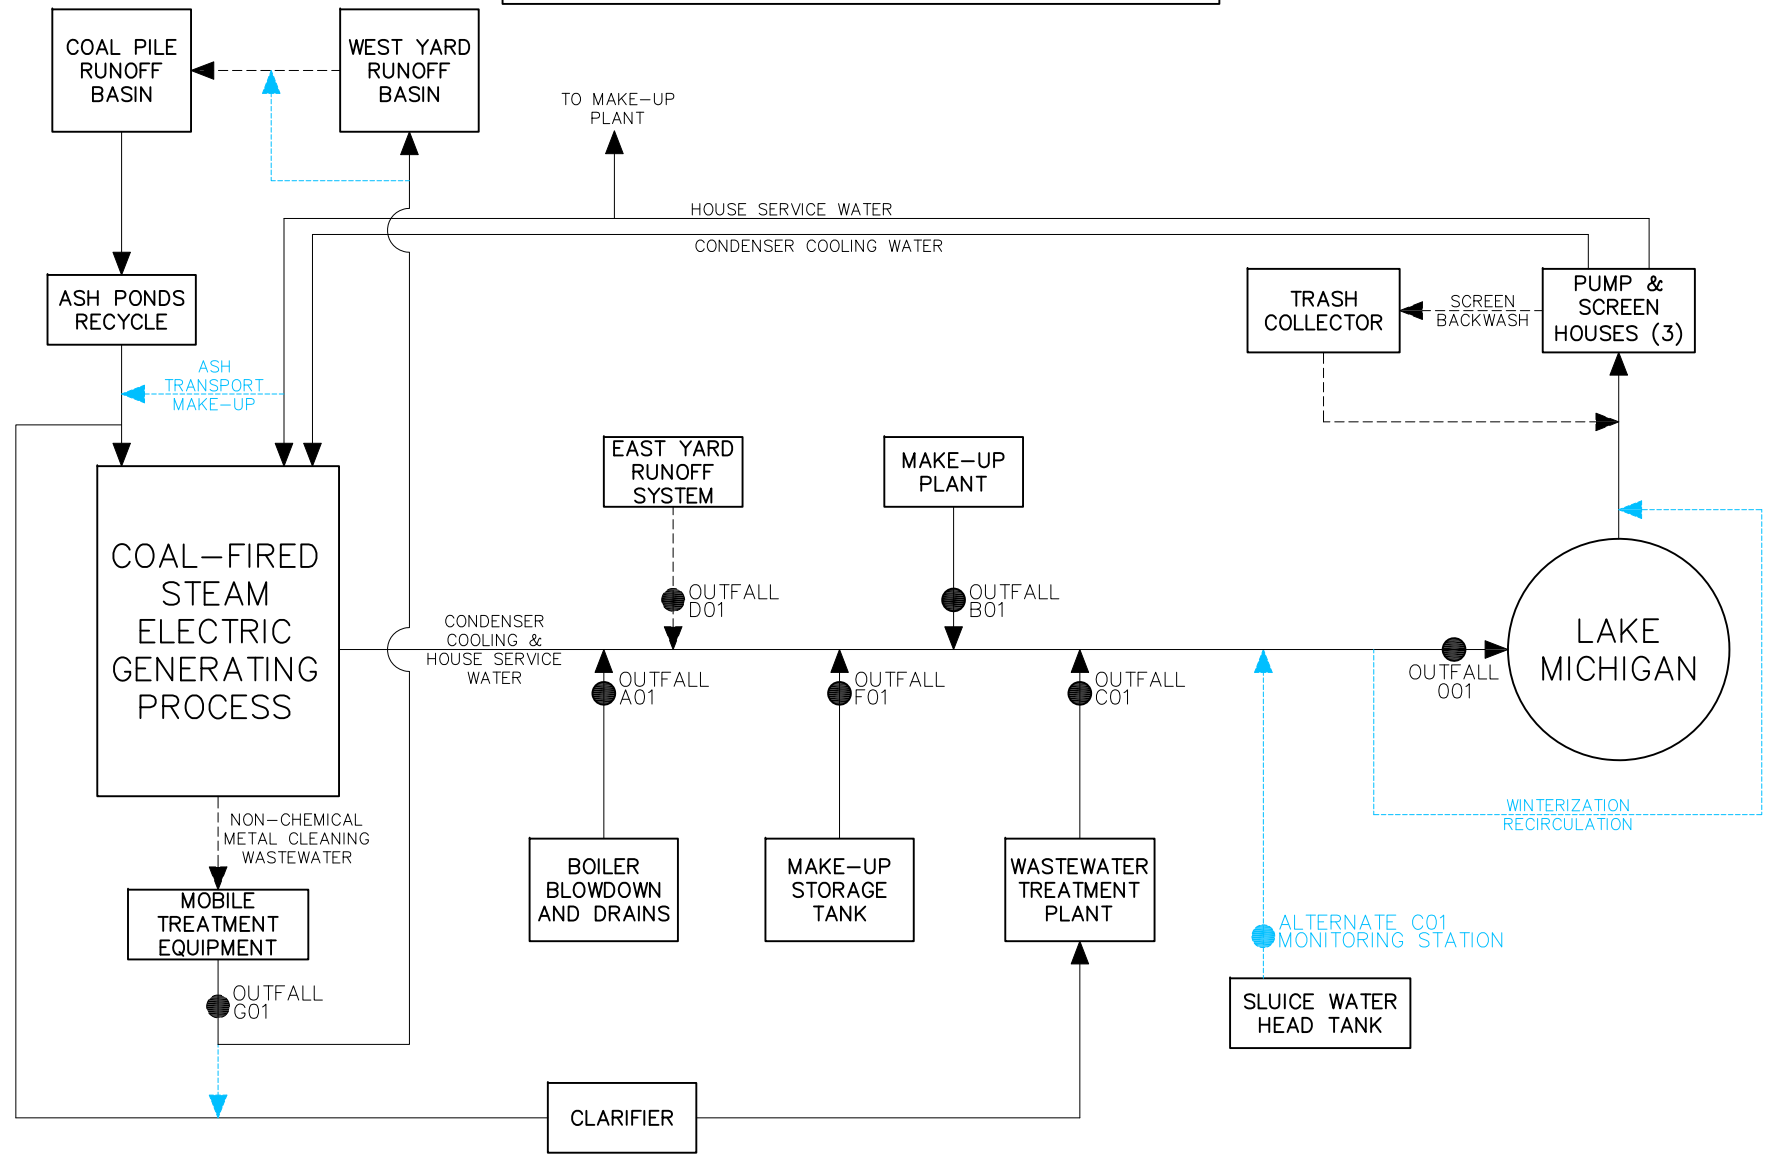 COAL PILE
RUNOFF
BASIN
WEST YARD
RUNOFF
BASIN
TO MAKE-UP
PLANT
HOUSE SERVICE WATER
CONDENSER COOLING WATER
ASH PONDS
RECYCLE
TRASH
COLLECTOR
SCREEN
BACKWASH
PUMP &
SCREEN
HOUSES (3)
ASH
TRANSPORT
MAKE-UP
EAST YARD
RUNOFF
SYSTEM
MAKE-UP
PLANT
COAL-FIRED
STEAM
ELECTRIC
GENERATING
PROCESS
OUTFALL
D01
OUTFALL
B01
CONDENSER
COOLING &
HOUSE SERVICE
WATER
OUTFALL
A01
OUTFALL
F01
OUTFALL
C01
OUTFALL
001
LAKE
MICHIGAN
WINTERIZATION
RECIRCULATION
NON-CHEMICAL
METAL CLEANING
WASTEWATER
MOBILE
TREATMENT
EQUIPMENT
BOILER
BLOWDOWN
AND DRAINS
MAKE-UP
STORAGE
TANK
WASTEWATER
TREATMENT
PLANT
ALTERNATE C01
MONITORING STATION
OUTFALL
G01
SLUICE WATER
HEAD TANK
CLARIFIER